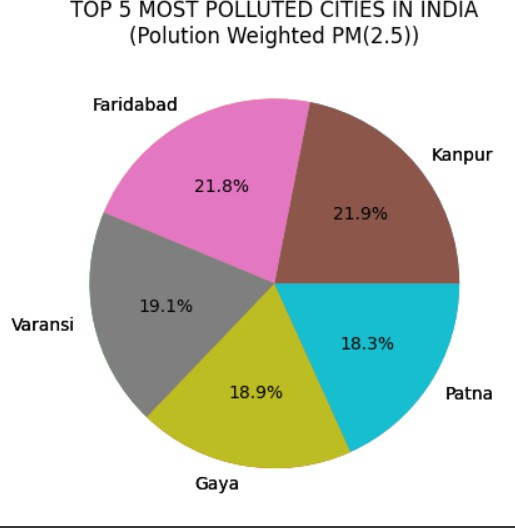 TOP 5 MOST POLLUTED CITIES IN INDIA
(Polution Weighted PM(2.5))
Faridabad
Kanpur
21.8%
21.9%
19.1%
Varansi
18.3%
18.9%
Patna
Gaya